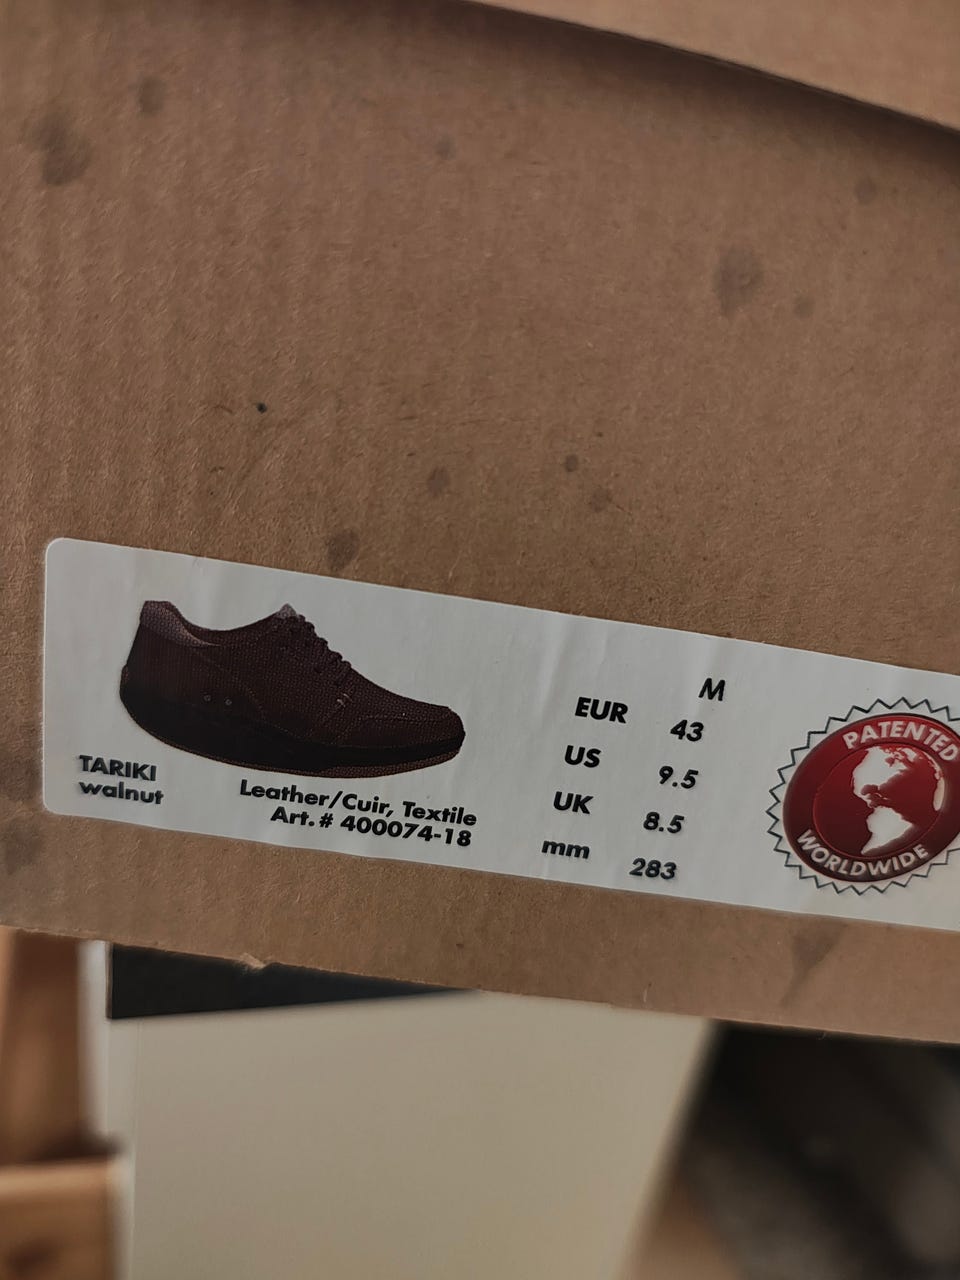 TARIKI
walnut
Leather/Cuir, Textile
Art. # 400074-18
M
EUR 43
US 9.5
UK 8.5
mm 283
PATENTED
WORLDWIDE